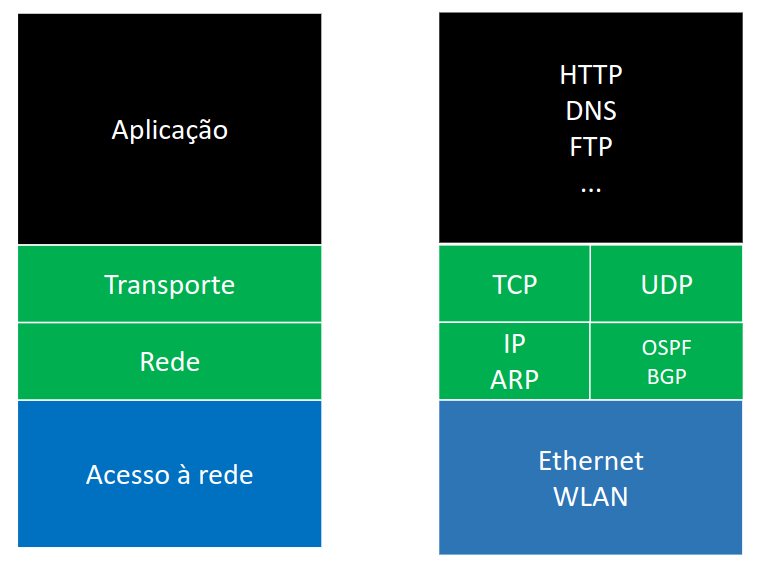 Aplicação
Transporte
Rede
Acesso à rede
HTTP
DNS
FTP
...
TCP
UDP
IP
ARP
OSPF
BGP
Ethernet
WLAN